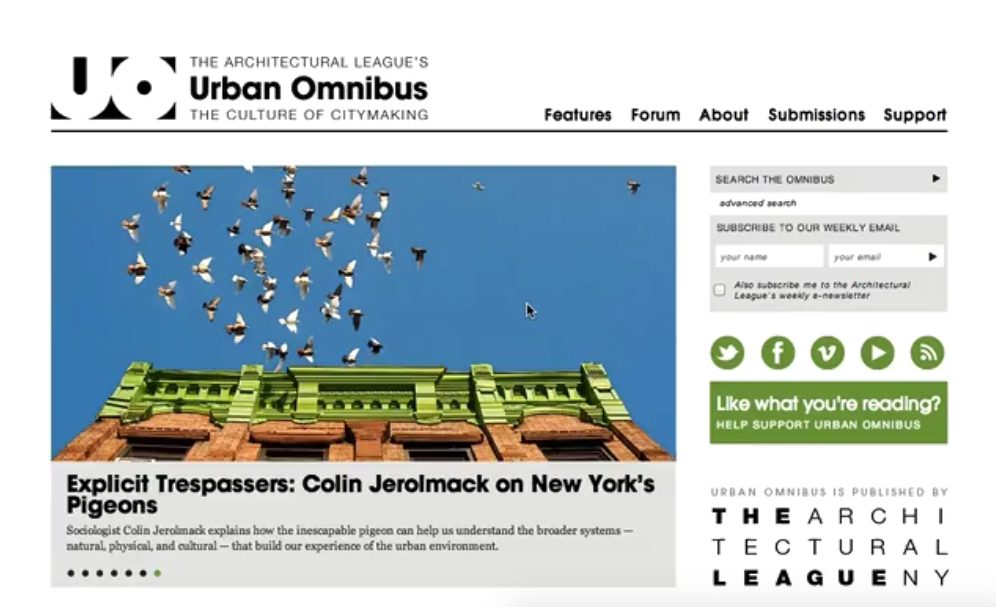 UO
THE ARCHITECTURAL LEAGUE'S
Urban Omnibus
THE CULTURE OF CITYMAKING
Features Forum About Submissions Support
SEARCH THE OMNIBUS
advanced search
SUBSCRIBE TO OUR WEEKLY EMAIL
your name your email
Also subscribe me to the Architectural
League's weekly e-newsletter
Like what you're reading?
HELP SUPPORT URBAN OMNIBUS
Explicit Trespassers: Colin Jerolmack on New York's
Pigeons
Sociologist Colin Jerolmack explains how the inescapable pigeon can help us understand the broader systems —
natural, physical, and cultural — that build our experience of the urban environment.
URBAN OMNIBUS IS PUBLISHED BY
THE ARCHI
TECTURAL
LEAGUE NY